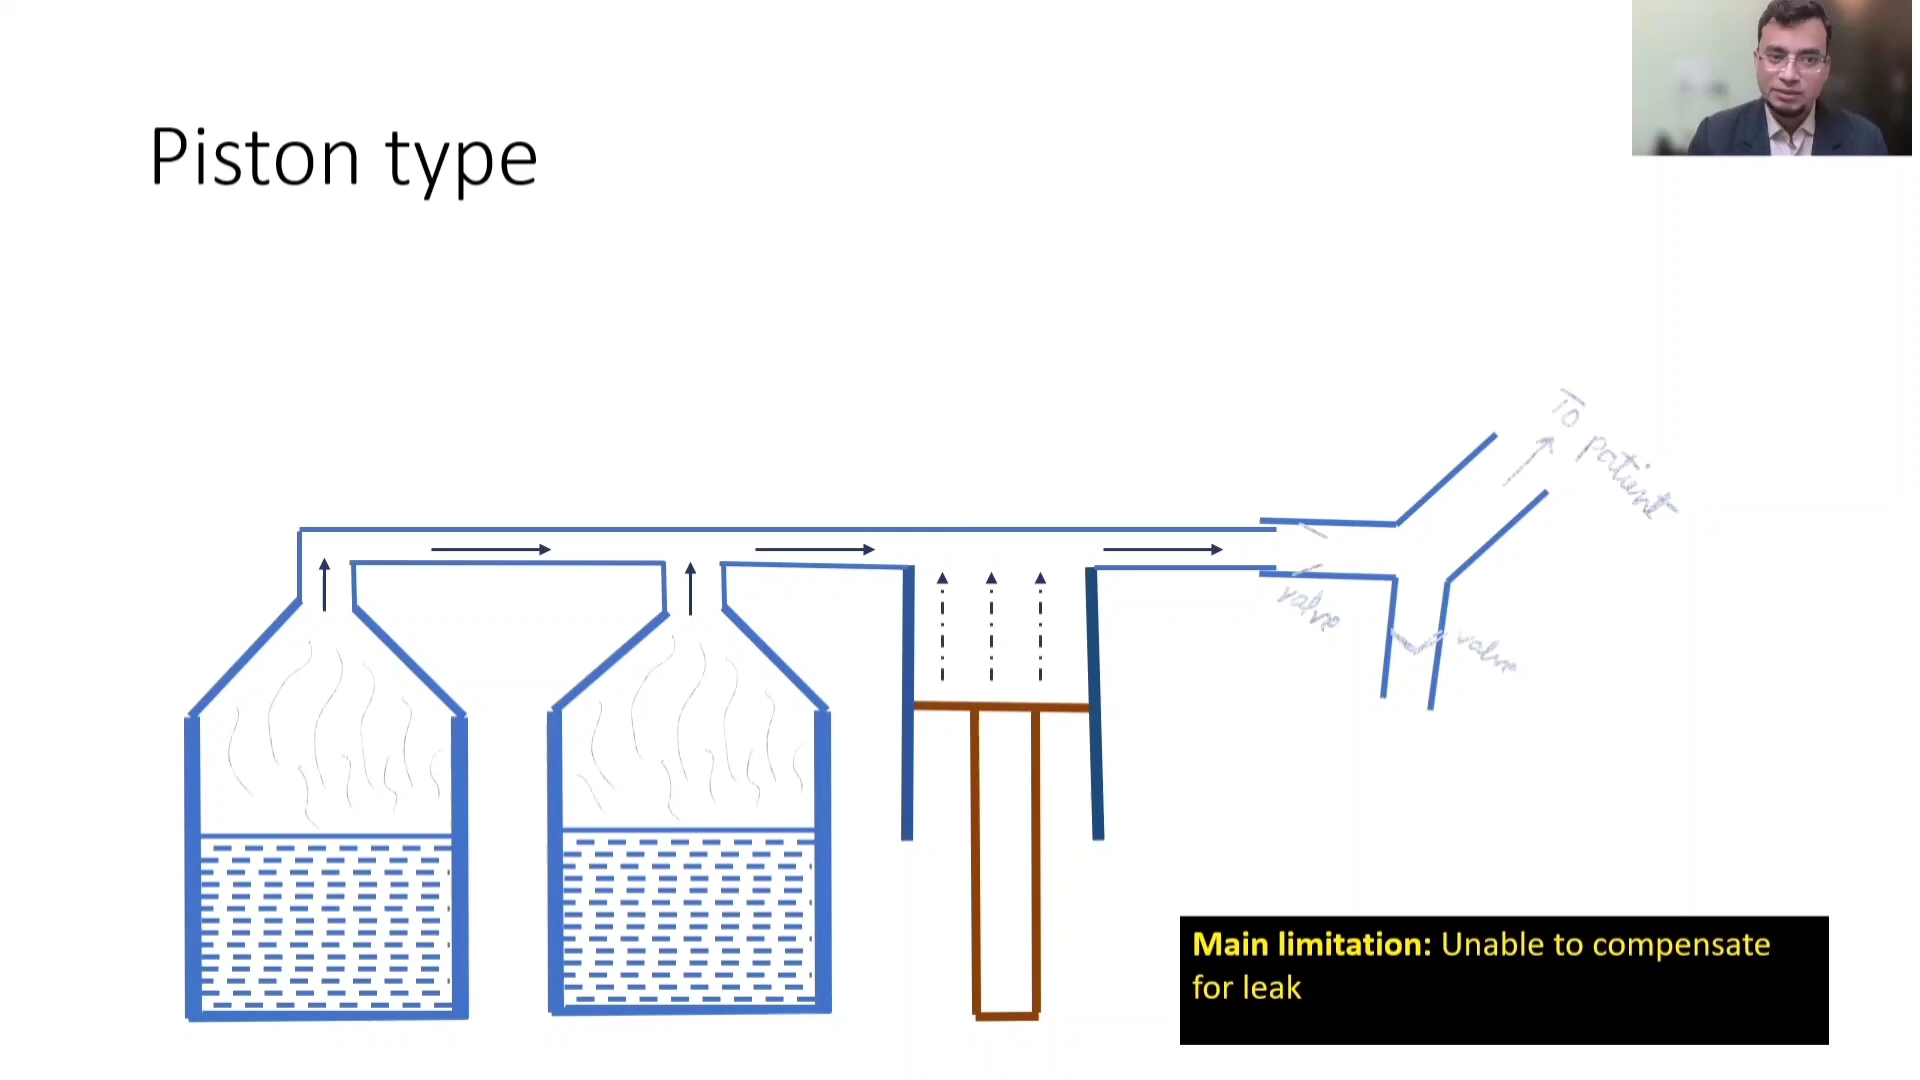 Piston type
To patient
valve
valve
Main limitation: Unable to compensate
for leak